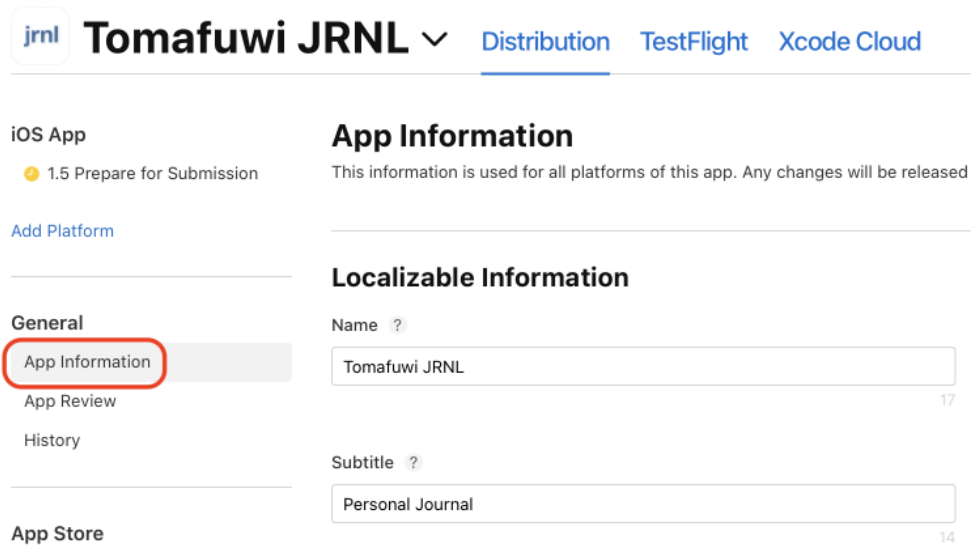 jrnl
Tomafuwi JRNL
Distribution
TestFlight
Xcode Cloud
iOS App
1.5 Prepare for Submission
Add Platform
General
App Information
App Review
History
App Store
App Information
This information is used for all platforms of this app. Any changes will be released
Localizable Information
Name ?
Tomafuwi JRNL
17
Subtitle ?
Personal Journal
14